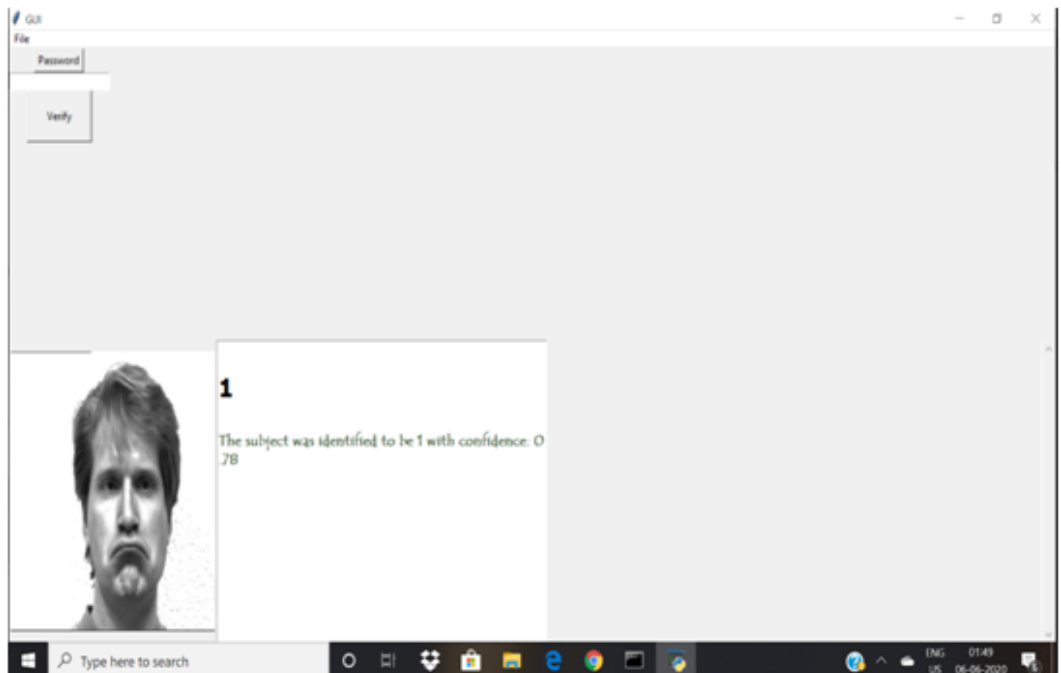 GUI
File
Password
Verify
1
The subject was identified to be 1 with confidence: 0
.78
Type here to search
ENG
01:49
US
06-06-2020